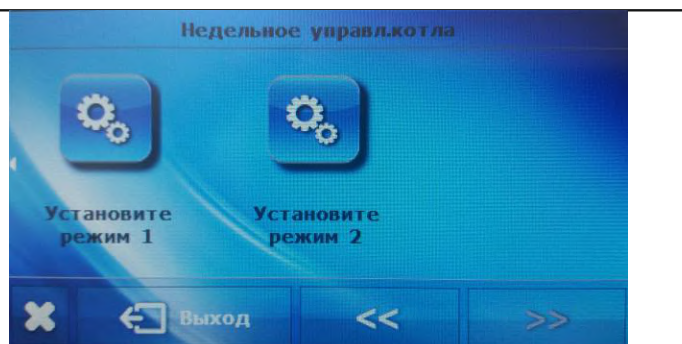 Недельное управл.котла
Установите
режим 1
Установите
режим 2
Выход
<<
>>